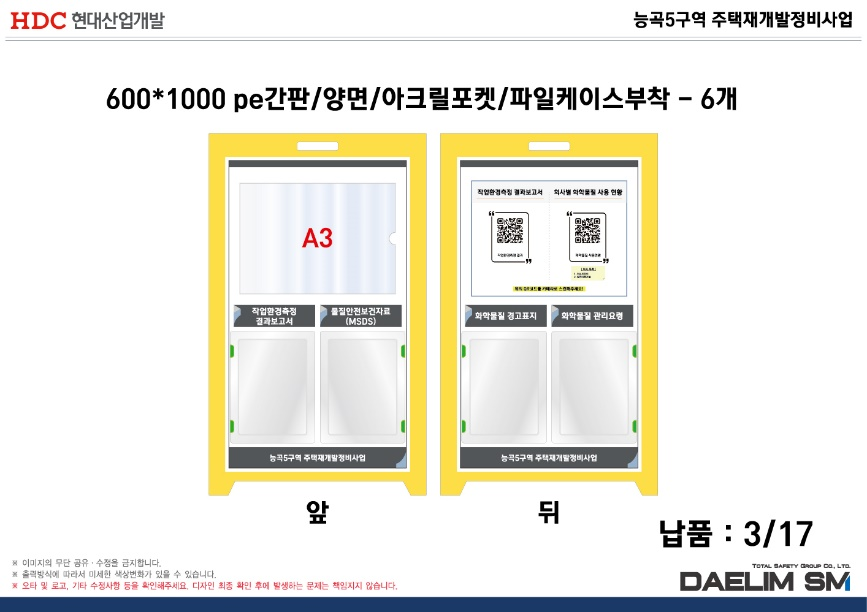 HDC 현대산업개발
능곡5구역 주택재개발정비사업
600*1000 pe간판/양면/아크릴포켓/파일케이스부착 - 6개
A3
작업환경측정
결과보고서
물질안전보건자료
(MSDS)
능곡5구역 주택재개발정비사업
작업환경측정 결과보고서
회사별 화학물질 사용 현황
화학물질 경고표지
화학물질 관리요령
능곡5구역 주택재개발정비사업
앞
뒤
납품 : 3/17
※ 이미지의 무단 공유 · 수정을 금지합니다.
※ 출력방식에 따라서 미세한 색상변화가 있을 수 있습니다.
※ 오타 및 로고, 기타 수정사항 등을 확인해주세요. 디자인 최종 확인 후에 발생하는 문제는 책임지지 않습니다.
TOTAL SAFETY GROUP CO., LTD.
DAELIM SM